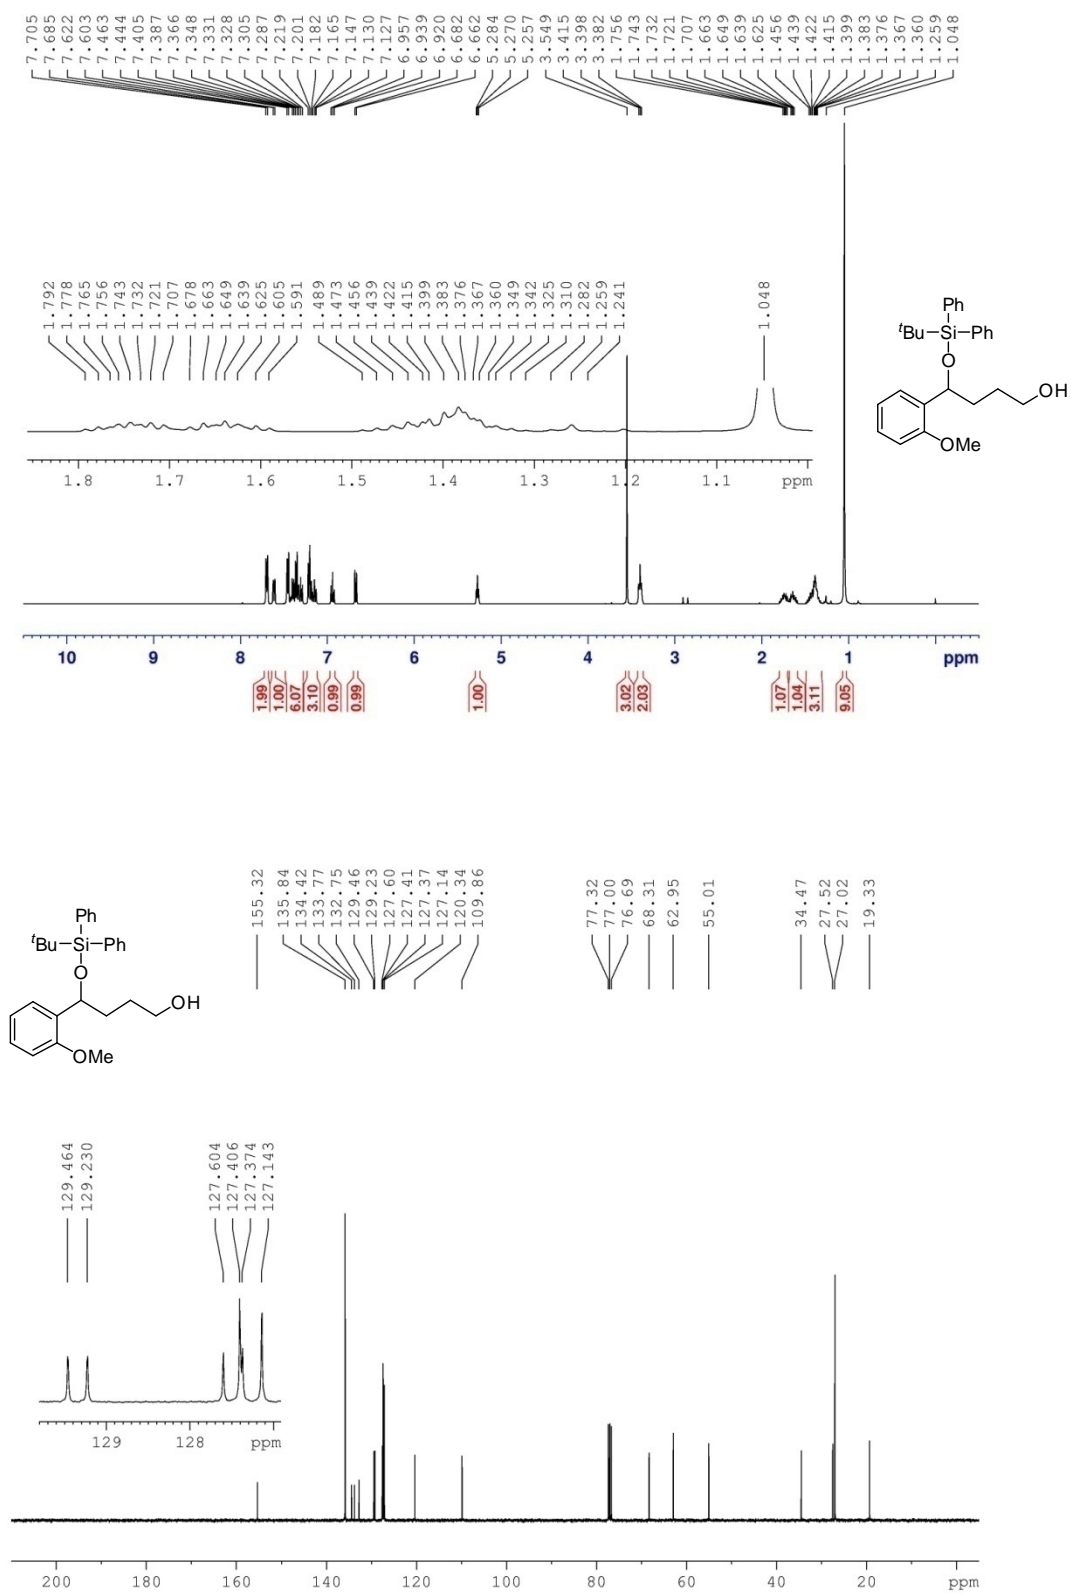 7.705 7.685 7.622 7.603 7.463 7.444 7.405 7.387 7.366 7.348 7.331 7.328 7.305 7.287 7.219 7.201 7.182 7.165 7.147 7.130 7.127 6.957 6.939 6.920 6.682 6.662 5.284 5.270 5.257 3.549 3.415 3.398 3.382 1.756 1.743 1.732 1.721 1.707 1.663 1.649 1.639 1.625 1.456 1.439 1.422 1.415 1.399 1.383 1.376 1.367 1.360 1.259 1.048
1.792 1.778 1.765 1.756 1.743 1.732 1.721 1.707 1.678 1.663 1.649 1.639 1.625 1.605 1.591 1.489 1.473 1.456 1.439 1.422 1.415 1.399 1.383 1.376 1.367 1.360 1.349 1.342 1.325 1.310 1.282 1.259 1.241 1.048
Ph
tBu Si Ph
O
OH
OMe
1.8 1.7 1.6 1.5 1.4 1.3 1.2 1.1 ppm
10 9 8 7 6 5 4 3 2 1 ppm
1.99 1.00 6.07 3.10 0.99 0.99 1.00 3.02 2.03 1.07 1.04 3.11 9.05
155.32 135.84 134.42 133.77 132.75 129.46 129.23 127.60 127.41 127.37 127.14 120.34 109.86 77.32 77.00 76.69 68.31 62.95 55.01 34.47 27.52 27.02 19.33
Ph
tBu Si Ph
O
OH
OMe
129.464 129.230 127.604 127.406 127.374 127.143
129 128 ppm
200 180 160 140 120 100 80 60 40 20 ppm